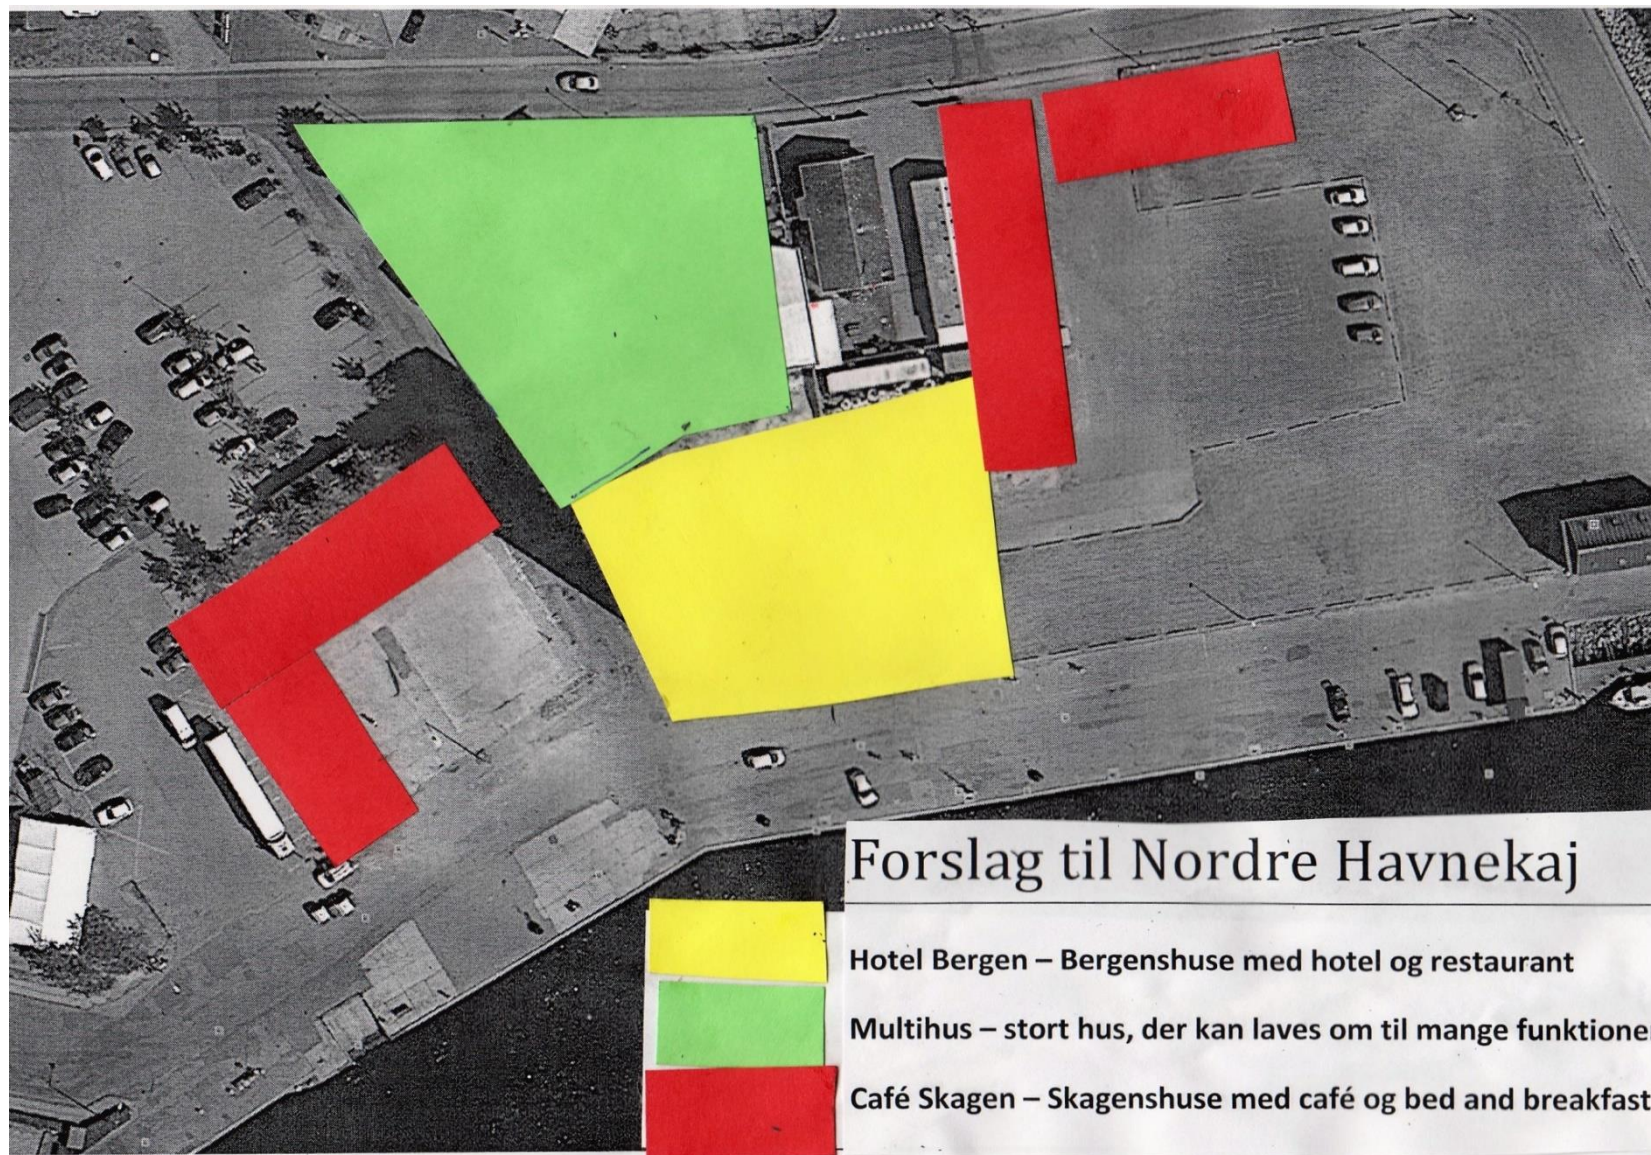 Forslag til Nordre Havnekaj
Hotel Bergen – Bergenshuse med hotel og restaurant
Multihus – stort hus, der kan laves om til mange funktione
Café Skagen – Skagenshuse med café og bed and breakfast